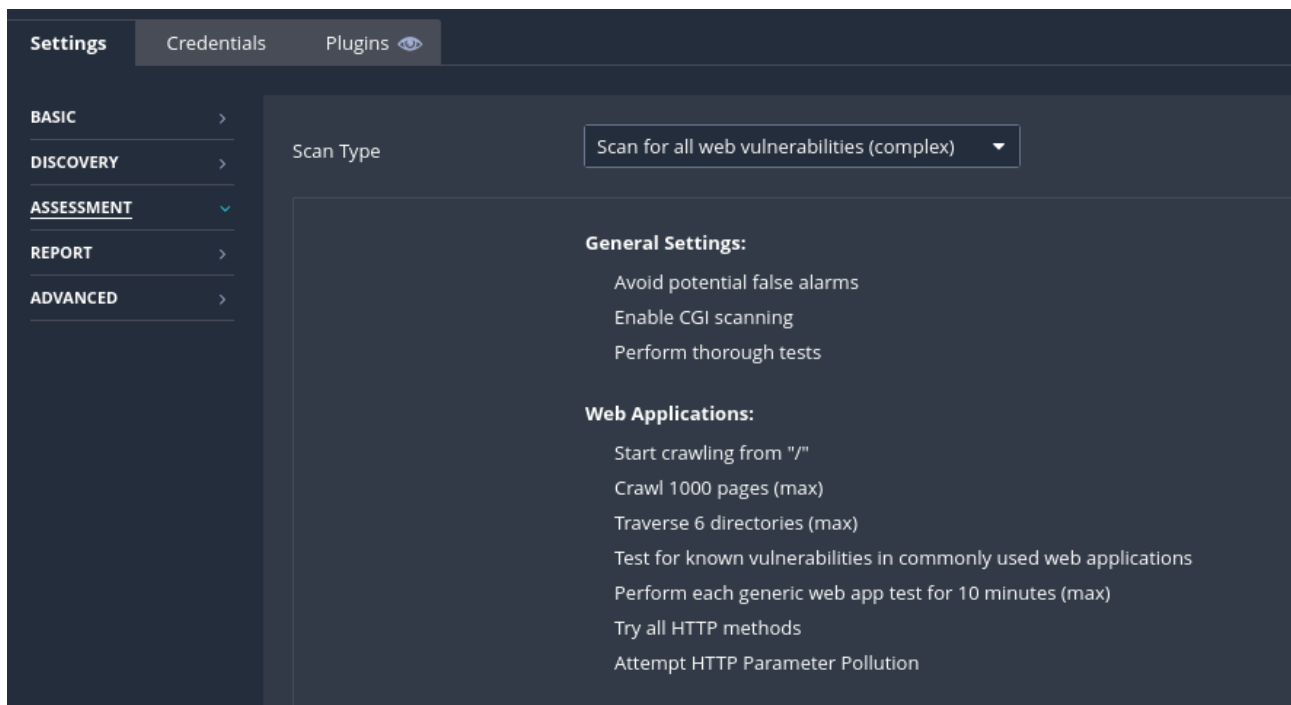 Settings Credentials Plugins
BASIC
DISCOVERY
ASSESSMENT
REPORT
ADVANCED
Scan Type Scan for all web vulnerabilities (complex)
General Settings:
Avoid potential false alarms
Enable CGI scanning
Perform thorough tests
Web Applications:
Start crawling from "/"
Crawl 1000 pages (max)
Traverse 6 directories (max)
Test for known vulnerabilities in commonly used web applications
Perform each generic web app test for 10 minutes (max)
Try all HTTP methods
Attempt HTTP Parameter Pollution